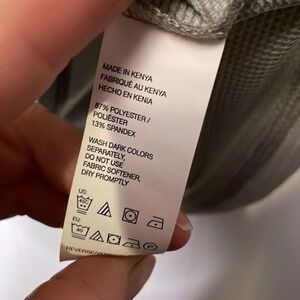 MADE IN KENYA
FABRIQUÉ AU KENYA
HECHO EN KENIA
87% POLYESTER /
POLIÉSTER
13% SPANDEX
WASH DARK COLORS
SEPARATELY,
DO NOT USE
FABRIC SOFTENER,
DRY PROMPTLY
US:
EU:
40
P